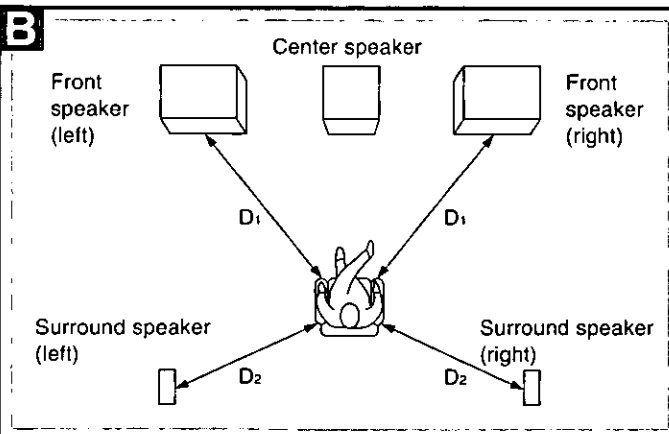 B
Center speaker
Front
speaker
(left)
Front
speaker
(right)
D1
D1
Surround speaker
(left)
Surround speaker
(right)
D2
D2